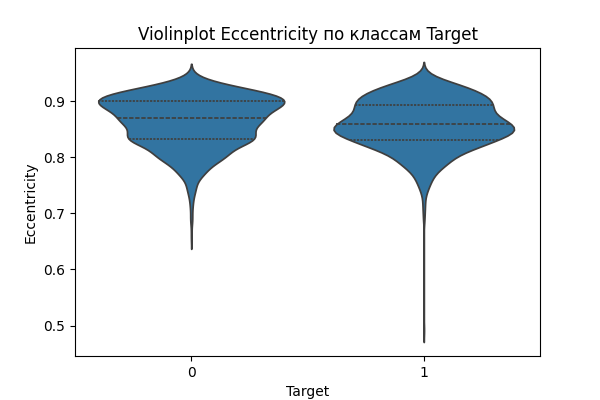 Violinplot Eccentricity по классам Target
Eccentricity
0.9
0.8
0.7
0.6
0.5
0 1
Target